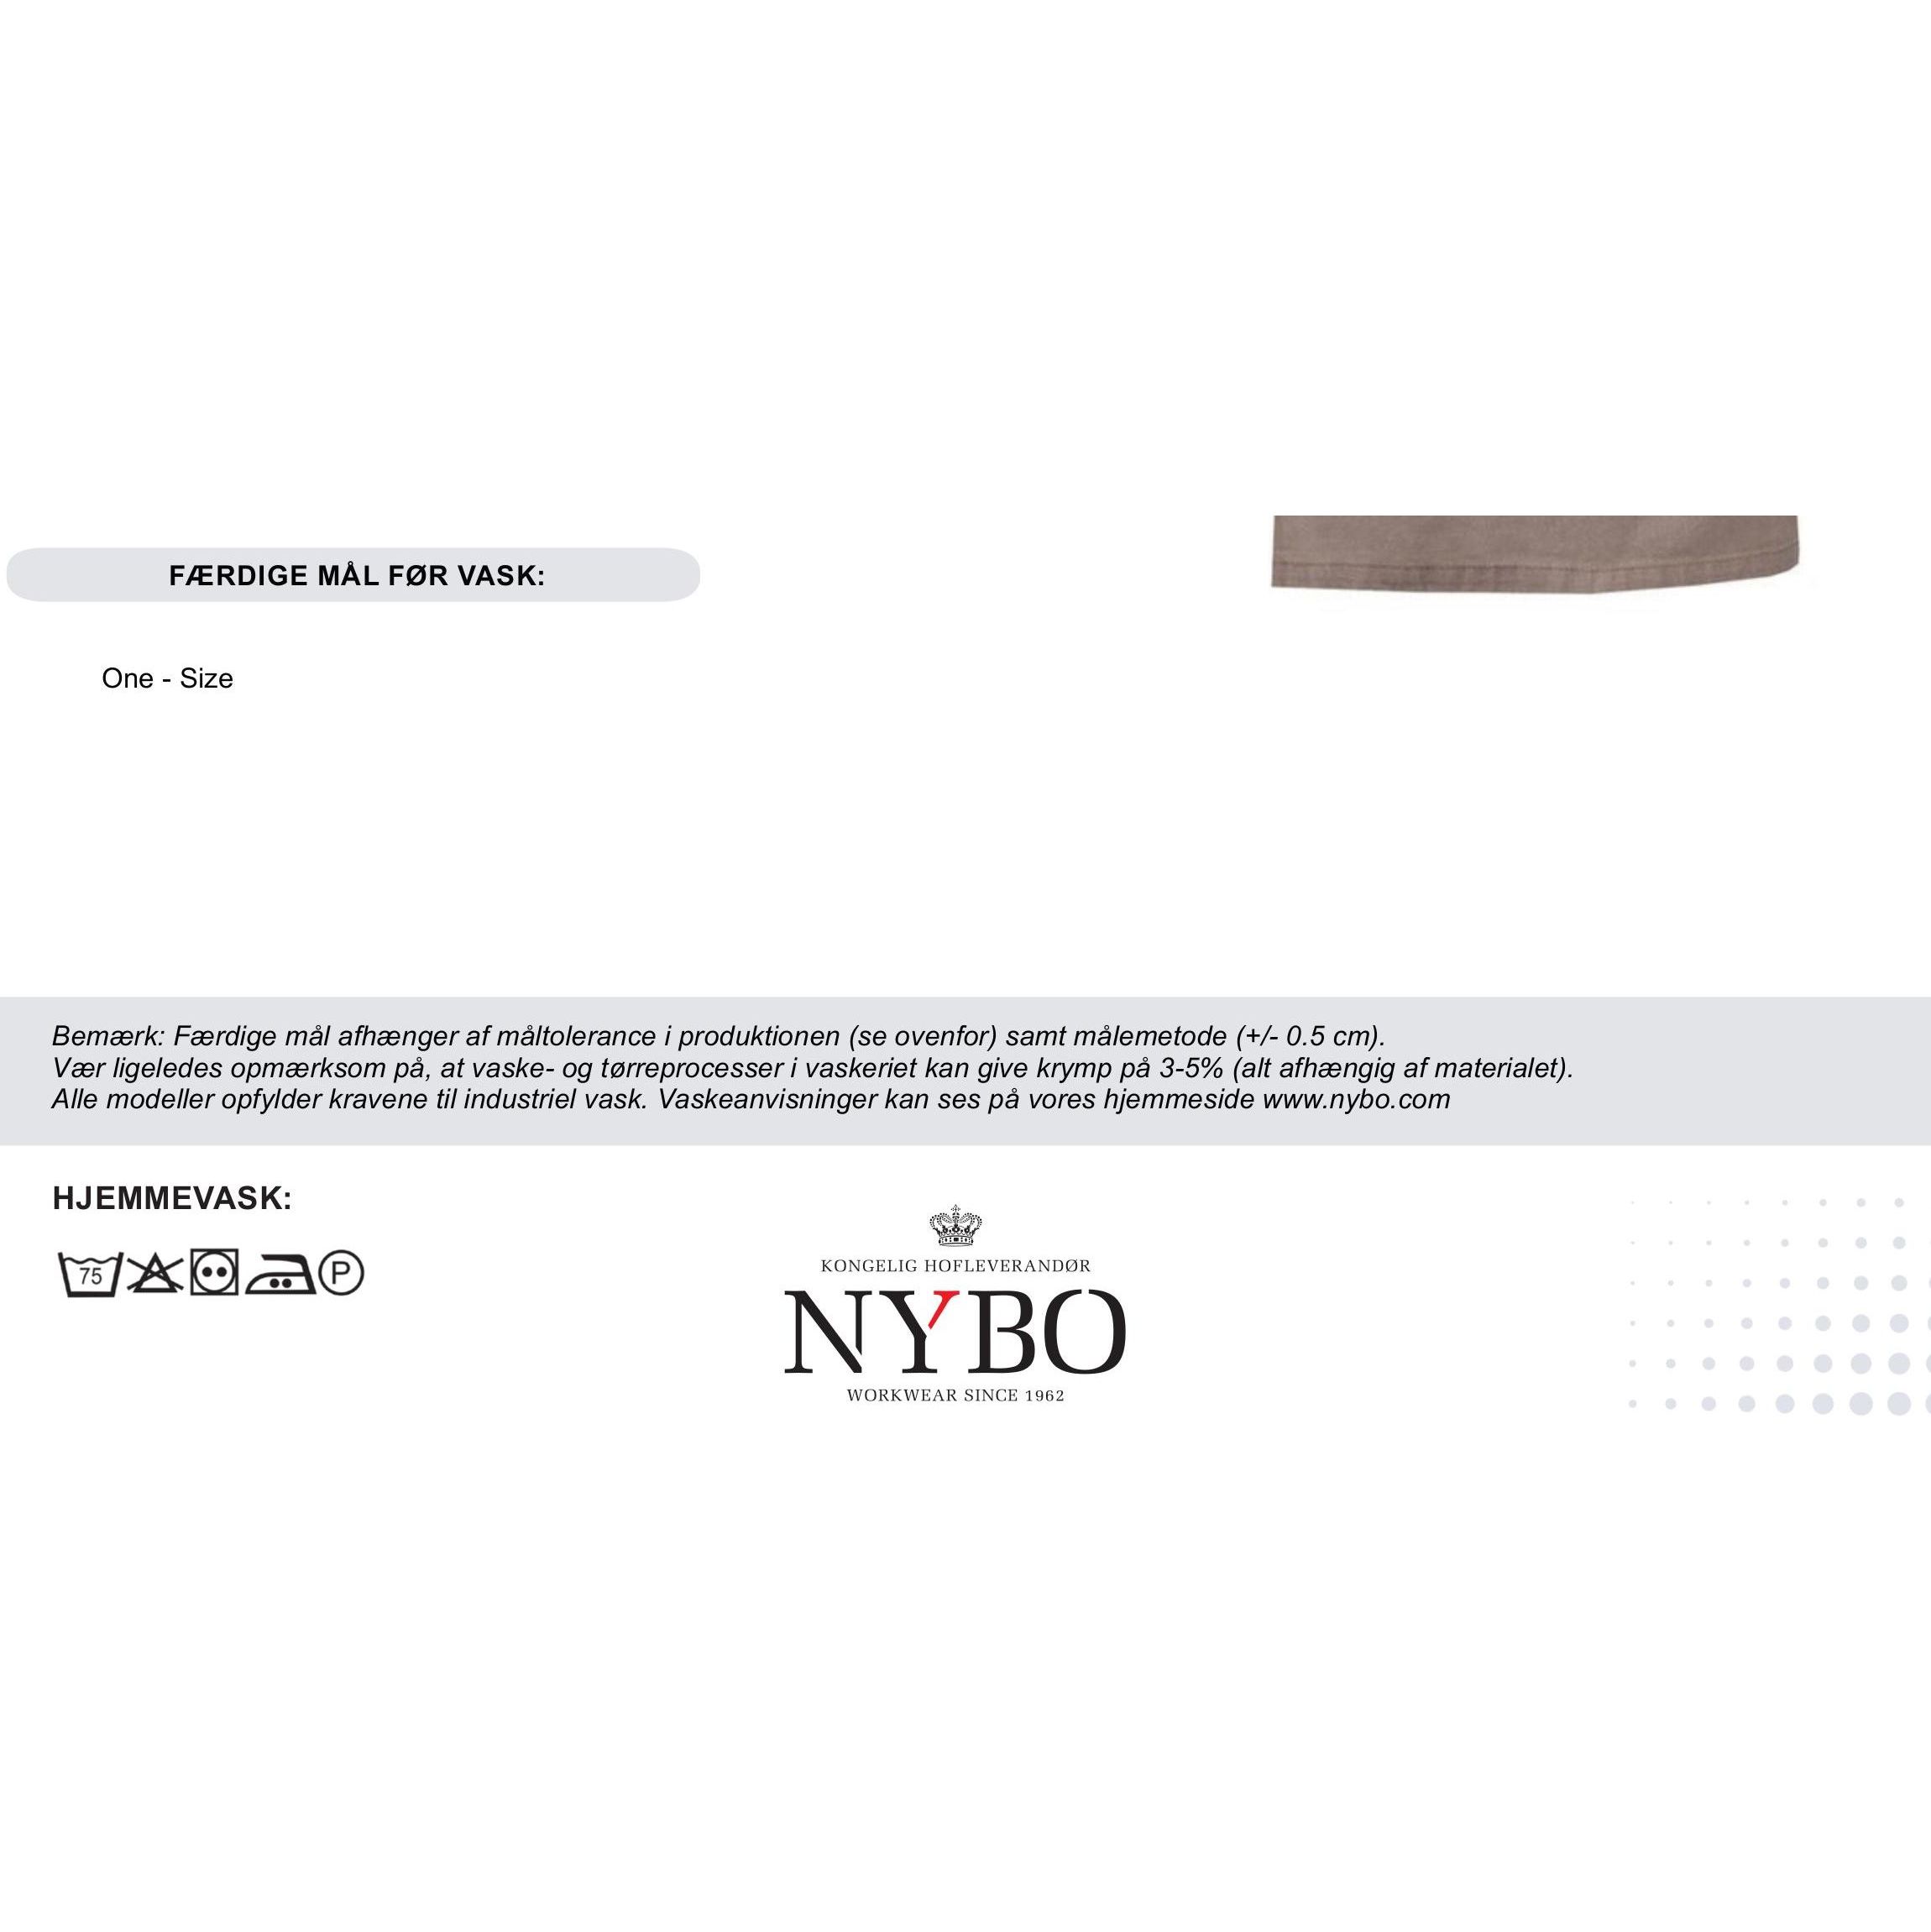 FÆRDIGE MÅL FØR VASK:
One - Size
Bemærk: Færdige mål afhænger af måltolerance i produktionen (se ovenfor) samt målemetode (+/- 0.5 cm).
Vær ligeledes opmærksom på, at vaske- og tørreprocesser i vaskeriet kan give krymp på 3-5% (alt afhængig af materialet).
Alle modeller opfylder kravene til industriel vask. Vaskeanvisninger kan ses på vores hjemmeside www.nybo.com
HJEMMEVASK:
75 P
KONGELIG HOFLEVERANDØR
NYBO
WORKWEAR SINCE 1962